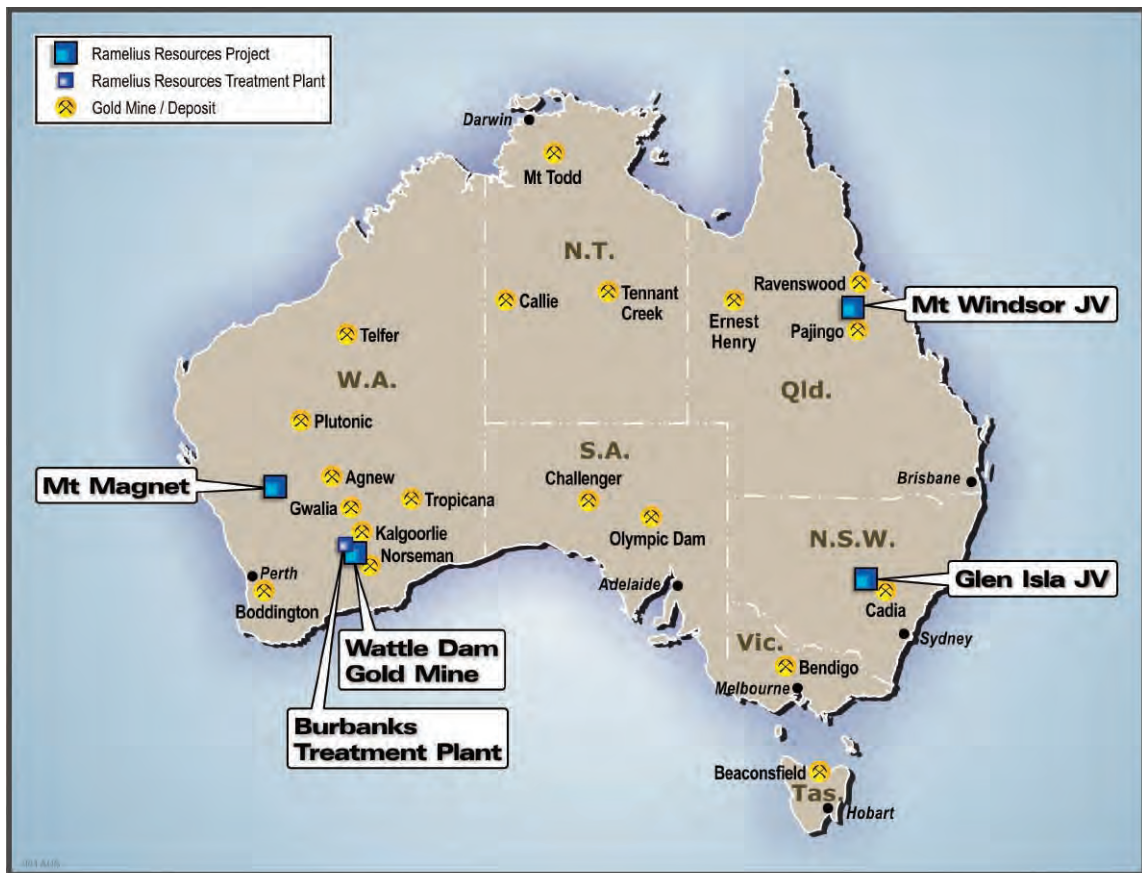 Ramelius Resources Project
Ramelius Resources Treatment Plant
Gold Mine / Deposit
Darwin
Mt Todd
N.T.
Callie
Tennant
Creek
Ravenswood
Mt Windsor JV
Ernest
Henry
Pajingo
Telfer
W.A.
Qld.
Plutonic
S.A.
Mt Magnet
Agnew
Challenger
Brisbane
Gwalia
Tropicana
Olympic Dam
Kalgoorlie
N.S.W.
Norseman
Perth
Glen Isla JV
Boddington
Adelaide
Cadia
Sydney
Wattle Dam
Gold Mine
Vic.
Bendigo
Melbourne
Burbanks
Treatment Plant
Beaconsfield
Tas.
Hobart